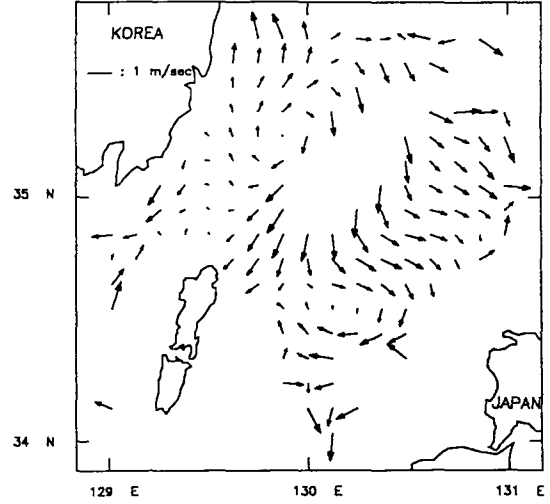 KOREA
: 1 m/sec
35 N
JAPAN
34 N
129 E
130 E
131 E